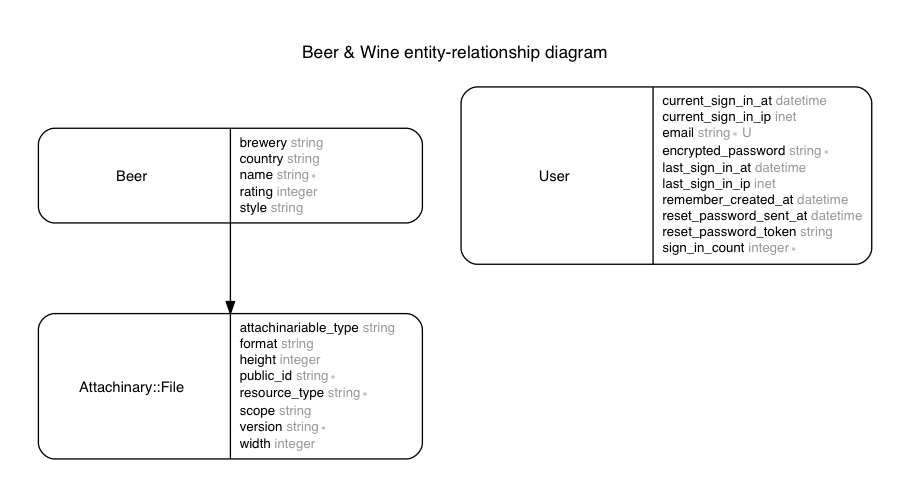 Beer & Wine entity-relationship diagram
Beer
brewery string
country string
name string •
rating integer
style string
User
current_sign_in_at datetime
current_sign_in_ip inet
email string • U
encrypted_password string •
last_sign_in_at datetime
last_sign_in_ip inet
remember_created_at datetime
reset_password_sent_at datetime
reset_password_token string
sign_in_count integer •
Attachinary::File
attachinariable_type string
format string
height integer
public_id string •
resource_type string •
scope string
version string •
width integer